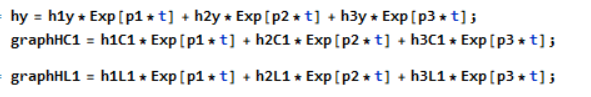 = hy = h1y * Exp[p1 * t] + h2y * Exp[p2 * t] + h3y * Exp[p3 * t];
graphHC1 = h1C1 * Exp[p1 * t] + h2C1 * Exp[p2 * t] + h3C1 * Exp[p3 * t];
= graphHL1 = h1L1 * Exp[p1 * t] + h2L1 * Exp[p2 * t] + h3L1 * Exp[p3 * t];